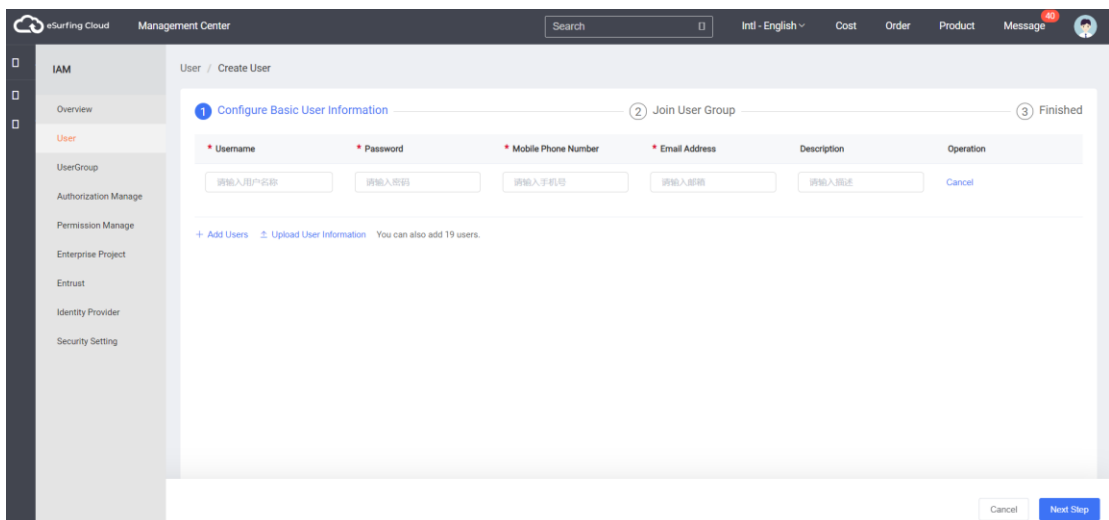 eSurfing Cloud Management Center Search Intl - English Cost Order Product Message 40
IAM
Overview
User
UserGroup
Authorization Manage
Permission Manage
Enterprise Project
Entrust
Identity Provider
Security Setting
User / Create User
1 Configure Basic User Information 2 Join User Group 3 Finished
* Username * Password * Mobile Phone Number * Email Address Description Operation
请输入用户名称 请输入密码 请输入手机号 请输入邮箱 请输入描述 Cancel
+ Add Users Upload User Information You can also add 19 users.
Cancel Next Step